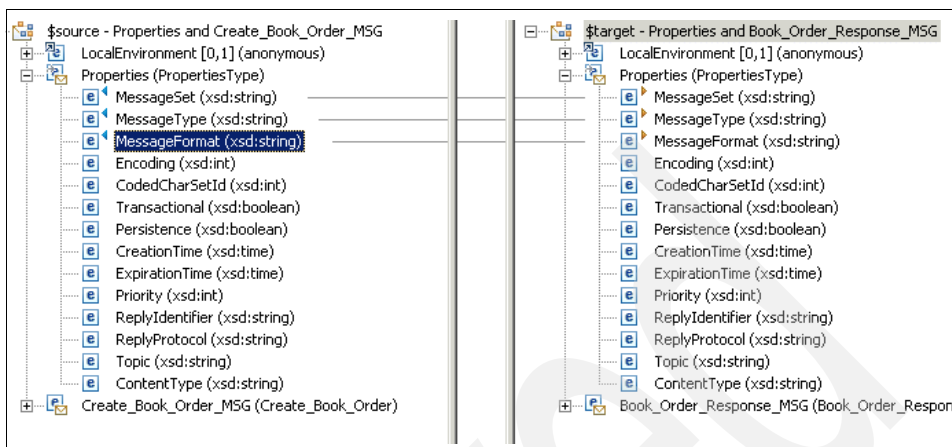 $source - Properties and Create_Book_Order_MSG
LocalEnvironment [0,1] (anonymous)
Properties (PropertiesType)
MessageSet (xsd:string)
MessageType (xsd:string)
MessageFormat (xsd:string)
Encoding (xsd:int)
CodedCharSetId (xsd:int)
Transactional (xsd:boolean)
Persistence (xsd:boolean)
CreationTime (xsd:time)
ExpirationTime (xsd:time)
Priority (xsd:int)
ReplyIdentifier (xsd:string)
ReplyProtocol (xsd:string)
Topic (xsd:string)
ContentType (xsd:string)
Create_Book_Order_MSG (Create_Book_Order)
$target - Properties and Book_Order_Response_MSG
LocalEnvironment [0,1] (anonymous)
Properties (PropertiesType)
MessageSet (xsd:string)
MessageType (xsd:string)
MessageFormat (xsd:string)
Encoding (xsd:int)
CodedCharSetId (xsd:int)
Transactional (xsd:boolean)
Persistence (xsd:boolean)
CreationTime (xsd:time)
ExpirationTime (xsd:time)
Priority (xsd:int)
ReplyIdentifier (xsd:string)
ReplyProtocol (xsd:string)
Topic (xsd:string)
ContentType (xsd:string)
Book_Order_Response_MSG (Book_Order_Respon